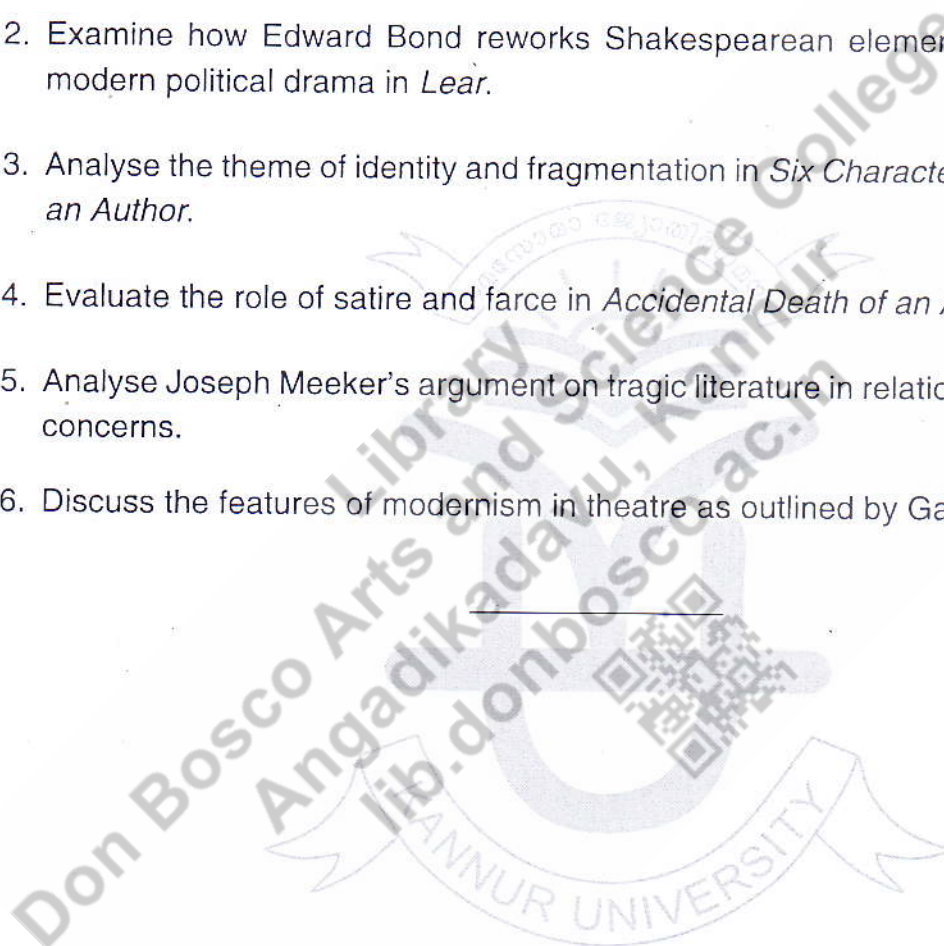 2. Examine how Edward Bond reworks Shakespearean elemen
modern political drama in Lear.
3. Analyse the theme of identity and fragmentation in Six Characte
an Author.
4. Evaluate the role of satire and farce in Accidental Death of an
5. Analyse Joseph Meeker's argument on tragic literature in relatio
concerns.
6. Discuss the features of modernism in theatre as outlined by Ga
Library
Don Bosco Arts and Science College
Angadikadavu, Kannur
lib.donbosco.ac.in
KANNUR UNIVERSITY